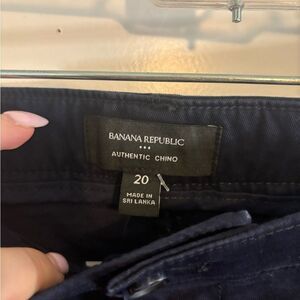 BANANA REPUBLIC
AUTHENTIC CHINO
20
MADE IN
SRI LANKA